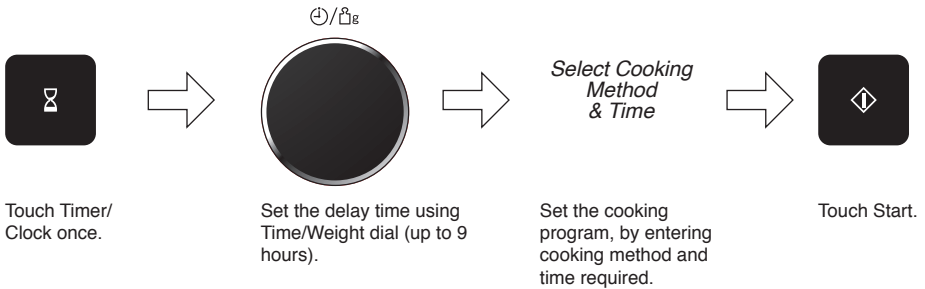 / g
Select Cooking
Method
& Time
Touch Timer/
Clock once.
Set the delay time using
Time/Weight dial (up to 9
hours).
Set the cooking
program, by entering
cooking method and
time required.
Touch Start.